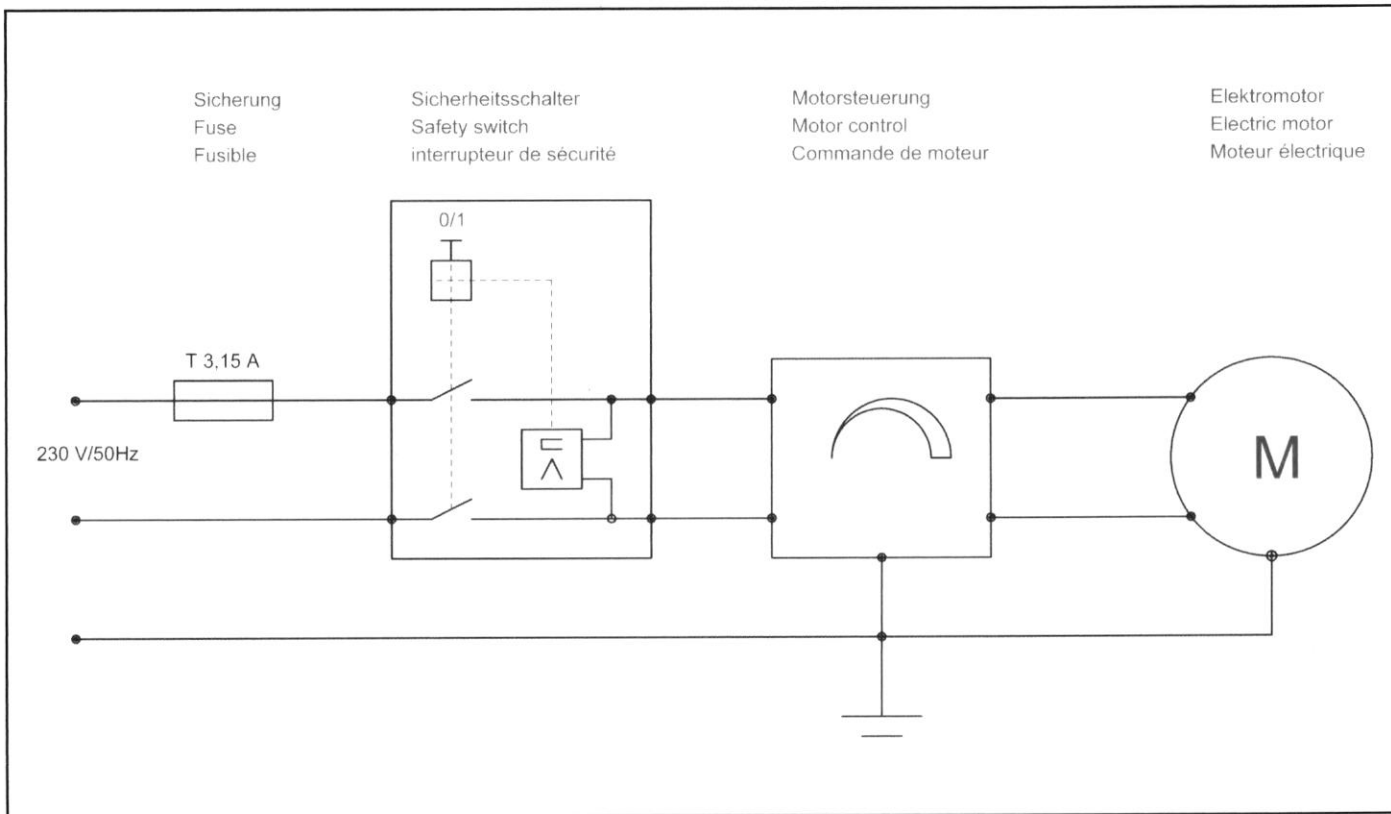 Sicherung
Fuse
Fusible
Sicherheitsschalter
Safety switch
interrupteur de sécurité
Motorsteuerung
Motor control
Commande de moteur
Elektromotor
Electric motor
Moteur électrique
0/1
T 3,15 A
230 V/50Hz
M